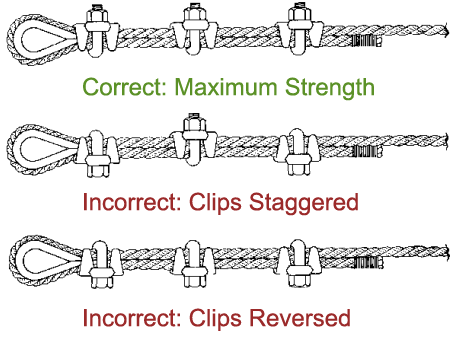 Correct: Maximum Strength
Incorrect: Clips Staggered
Incorrect: Clips Reversed